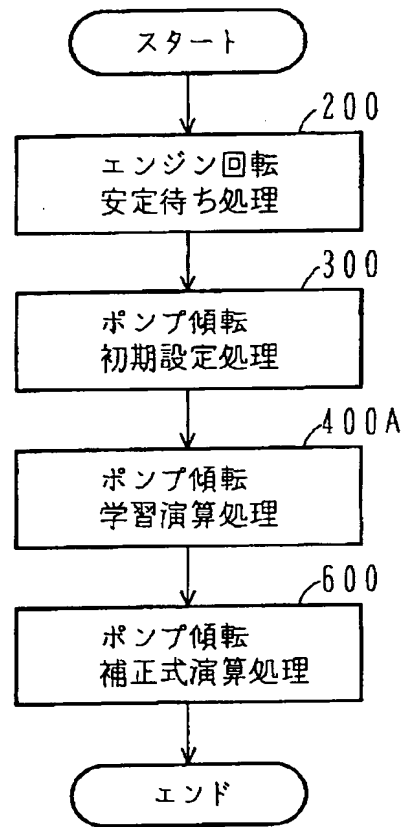 スタート
200
エンジン回転
安定待ち処理
300
ポンプ傾転
初期設定処理
400A
ポンプ傾転
学習演算処理
600
ポンプ傾転
補正式演算処理
エンド